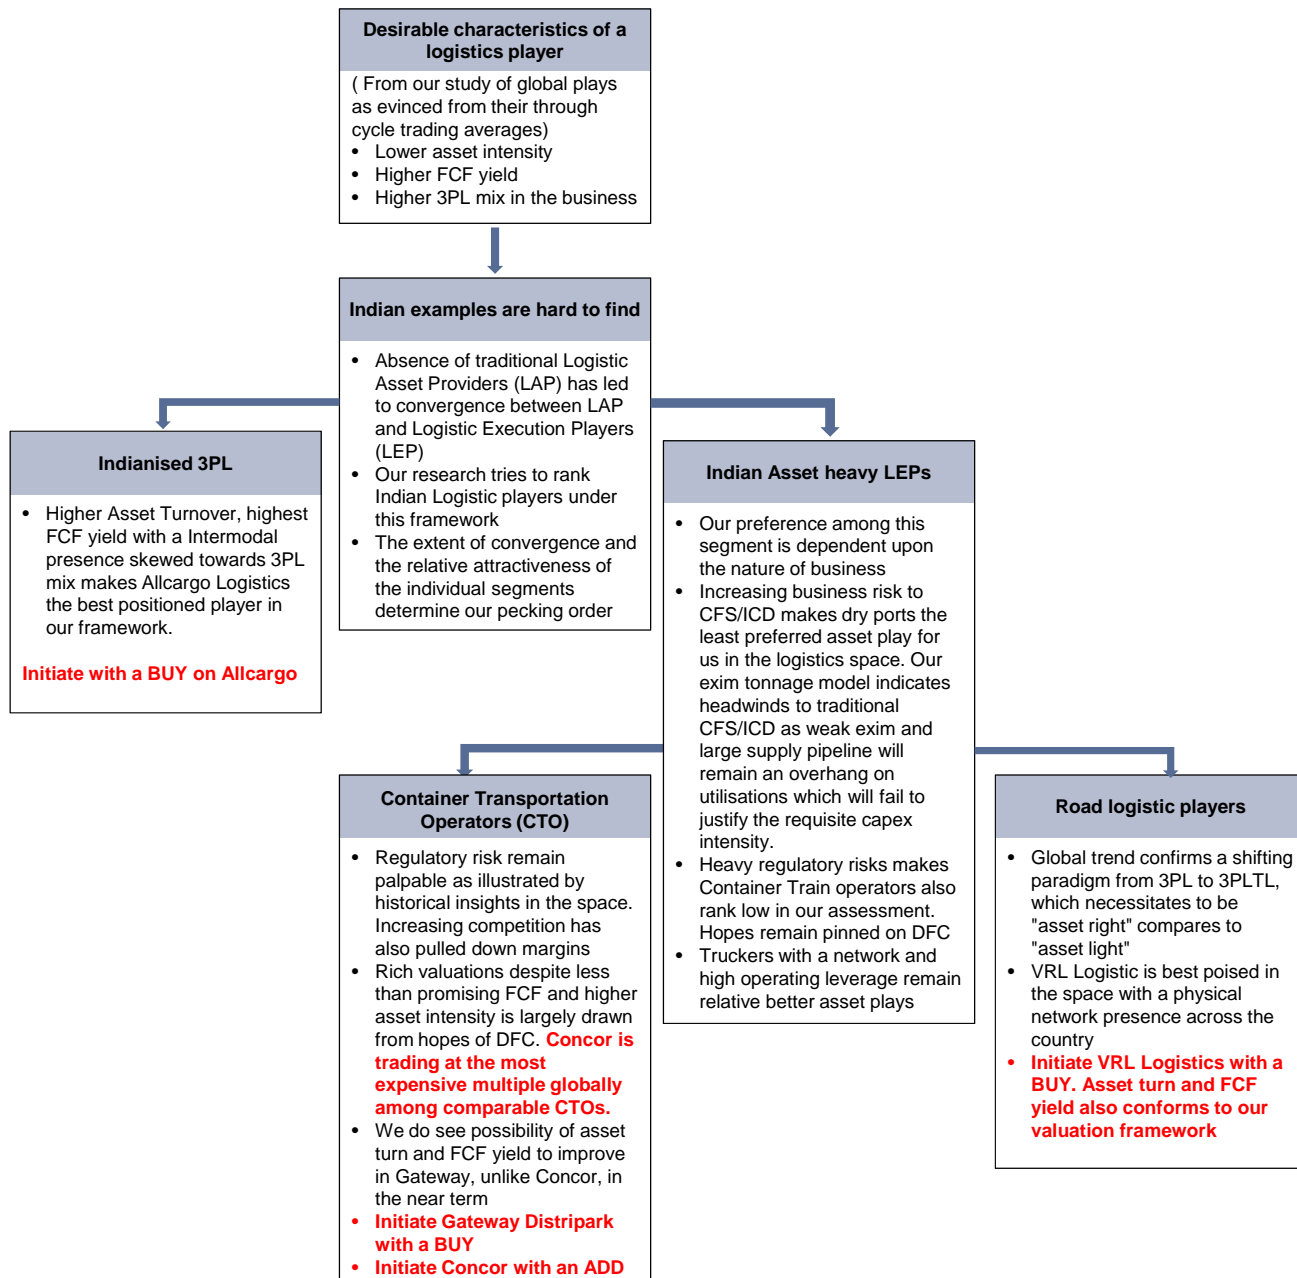 Desirable characteristics of a
logistics player
( From our study of global plays
as evinced from their through
cycle trading averages)
• Lower asset intensity
• Higher FCF yield
• Higher 3PL mix in the business
Indian examples are hard to find
• Absence of traditional Logistic
Asset Providers (LAP) has led
to convergence between LAP
and Logistic Execution Players
(LEP)
• Our research tries to rank
Indian Logistic players under
this framework
• The extent of convergence and
the relative attractiveness of
the individual segments
determine our pecking order
Indianised 3PL
• Higher Asset Turnover, highest
FCF yield with a Intermodal
presence skewed towards 3PL
mix makes Allcargo Logistics
the best positioned player in
our framework.
Initiate with a BUY on Allcargo
Indian Asset heavy LEPs
• Our preference among this
segment is dependent upon
the nature of business
• Increasing business risk to
CFS/ICD makes dry ports the
least preferred asset play for
us in the logistics space. Our
exim tonnage model indicates
headwinds to traditional
CFS/ICD as weak exim and
large supply pipeline will
remain an overhang on
utilisations which will fail to
justify the requisite capex
intensity.
• Heavy regulatory risks makes
Container Train operators also
rank low in our assessment.
Hopes remain pinned on DFC
• Truckers with a network and
high operating leverage remain
relative better asset plays
Container Transportation
Operators (CTO)
• Regulatory risk remain
palpable as illustrated by
historical insights in the space.
Increasing competition has
also pulled down margins
• Rich valuations despite less
than promising FCF and higher
asset intensity is largely drawn
from hopes of DFC. Concor is
trading at the most
expensive multiple globally
among comparable CTOs.
• We do see possibility of asset
turn and FCF yield to improve
in Gateway, unlike Concor, in
the near term
• Initiate Gateway Distripark
with a BUY
• Initiate Concor with an ADD
Road logistic players
• Global trend confirms a shifting
paradigm from 3PL to 3PLTL,
which necessitates to be
"asset right" compares to
"asset light"
• VRL Logistic is best poised in
the space with a physical
network presence across the
country
• Initiate VRL Logistics with a
BUY. Asset turn and FCF
yield also conforms to our
valuation framework